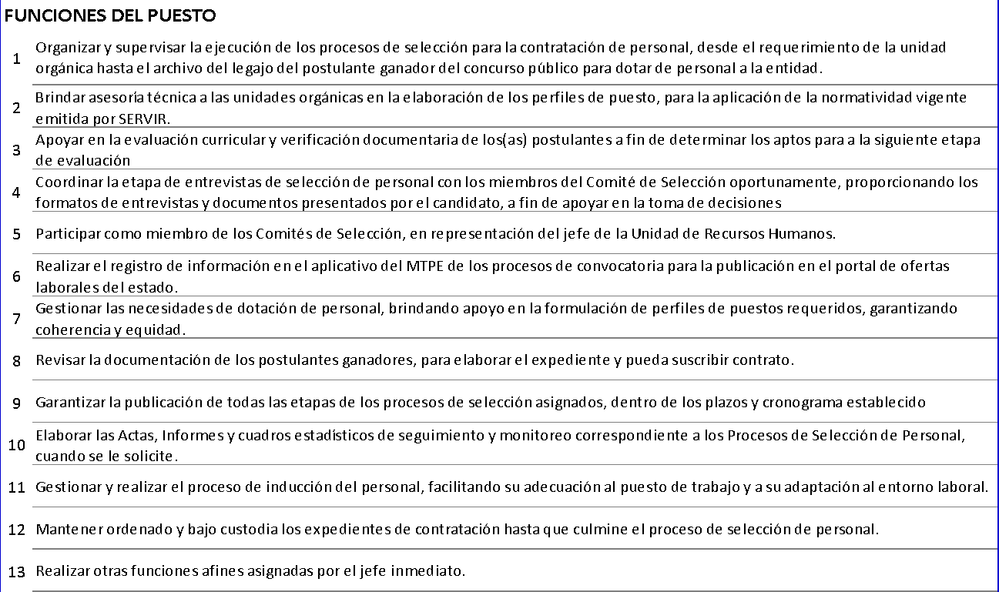 FUNCIONES DEL PUESTO
1 Organizar y supervisar la ejecución de los procesos de selección para la contratación de personal, desde el requerimiento de la unidad
orgánica hasta el archivo del legajo del postulante ganador del concurso público para dotar de personal a la entidad.
2 Brindar asesoría técnica a las unidades orgánicas en la elaboración de los perfiles de puesto, para la aplicación de la normatividad vigente
emitida por SERVIR.
3 Apoyar en la evaluación curricular y verificación documentaria de los(as) postulantes a fin de determinar los aptos para a la siguiente etapa
de evaluación
4 Coordinar la etapa de entrevistas de selección de personal con los miembros del Comité de Selección oportunamente, proporcionando los
formatos de entrevistas y documentos presentados por el candidato, a fin de apoyar en la toma de decisiones
5 Participar como miembro de los Comités de Selección, en representación del jefe de la Unidad de Recursos Humanos.
6 Realizar el registro de información en el aplicativo del MTPE de los procesos de convocatoria para la publicación en el portal de ofertas
laborales del estado.
7 Gestionar las necesidades de dotación de personal, brindando apoyo en la formulación de perfiles de puestos requeridos, garantizando
coherencia y equidad.
8 Revisar la documentación de los postulantes ganadores, para elaborar el expediente y pueda suscribir contrato.
9 Garantizar la publicación de todas las etapas de los procesos de selección asignados, dentro de los plazos y cronograma establecido
10 Elaborar las Actas, Informes y cuadros estadísticos de seguimiento y monitoreo correspondiente a los Procesos de Selección de Personal,
cuando se le solicite.
11 Gestionar y realizar el proceso de inducción del personal, facilitando su adecuación al puesto de trabajo y a su adaptación al entorno laboral.
12 Mantener ordenado y bajo custodia los expedientes de contratación hasta que culmine el proceso de selección de personal.
13 Realizar otras funciones afines asignadas por el jefe inmediato.